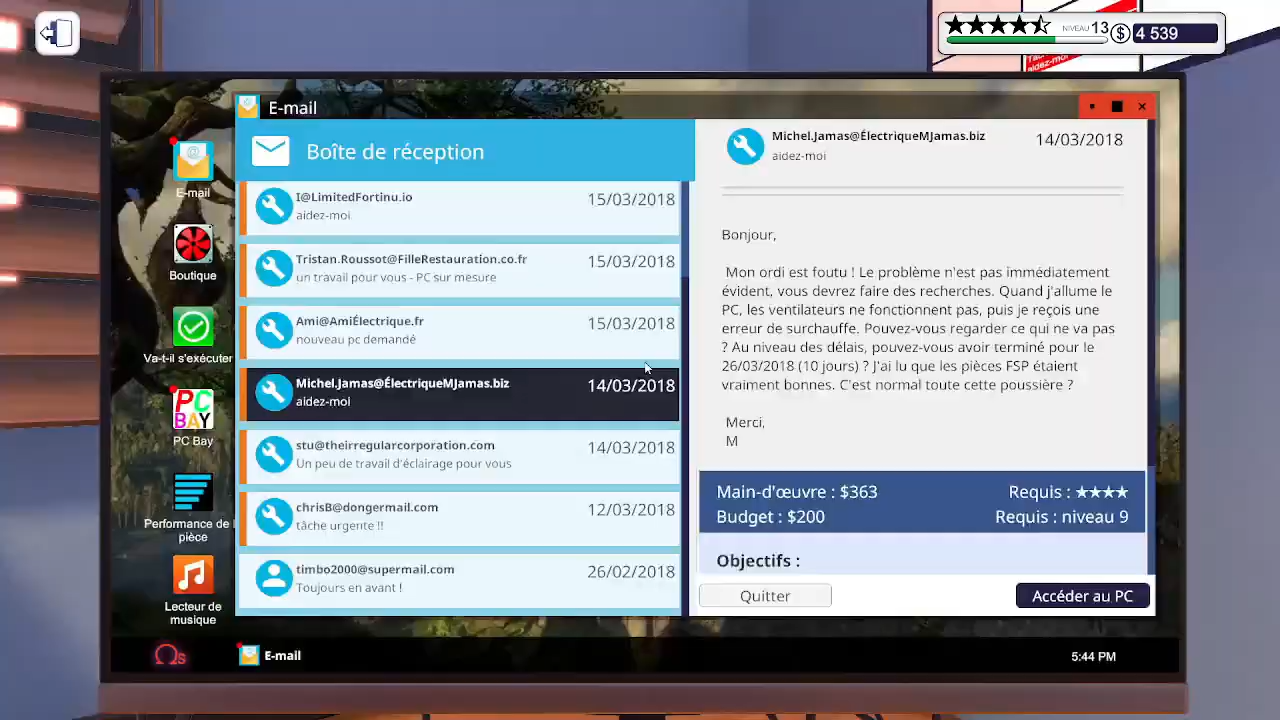 NIVEAU 13
$ 4 539
aidez-moi
E-mail
E-mail
Boutique
Va-t-il s'exécuter
PC BAY
PC Bay
Performance de
pièce
Lecteur de
musique
Boîte de réception
I@LimitedFortinu.io 15/03/2018
aidez-moi
Tristan.Roussot@FilleRestauration.co.fr 15/03/2018
un travail pour vous - PC sur mesure
Ami@AmiÉlectrique.fr 15/03/2018
nouveau pc demandé
Michel.Jamas@ÉlectriqueMJamas.biz 14/03/2018
aidez-moi
stu@theirregularcorporation.com 14/03/2018
Un peu de travail d'éclairage pour vous
chrisB@dongermail.com 12/03/2018
tâche urgente !!
timbo2000@supermail.com 26/02/2018
Toujours en avant !
Michel.Jamas@ÉlectriqueMJamas.biz 14/03/2018
aidez-moi
Bonjour,
Mon ordi est foutu ! Le problème n'est pas immédiatement
évident, vous devrez faire des recherches. Quand j'allume le
PC, les ventilateurs ne fonctionnent pas, puis je reçois une
erreur de surchauffe. Pouvez-vous regarder ce qui ne va pas
? Au niveau des délais, pouvez-vous avoir terminé pour le
26/03/2018 (10 jours) ? J'ai lu que les pièces FSP étaient
vraiment bonnes. C'est normal toute cette poussière ?
Merci,
M
Main-d'œuvre : $363 Requis : ★★★★
Budget : $200 Requis : niveau 9
Objectifs :
Quitter Accéder au PC
Ωs E-mail 5:44 PM